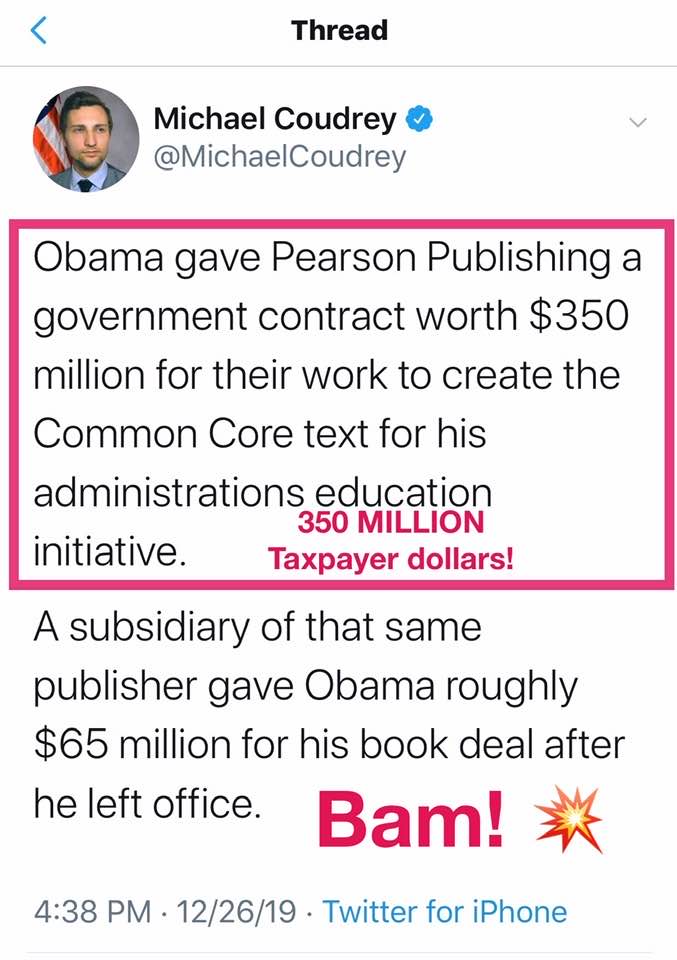 Thread
Michael Coudrey
@MichaelCoudrey
Obama gave Pearson Publishing a
government contract worth $350
million for their work to create the
Common Core text for his
administrations education
350 MILLION
initiative.
Taxpayer dollars!
A subsidiary of that same
publisher gave Obama roughly
$65 million for his book deal after
he left office.
Bam! 💥
4:38 PM · 12/26/19 · Twitter for iPhone